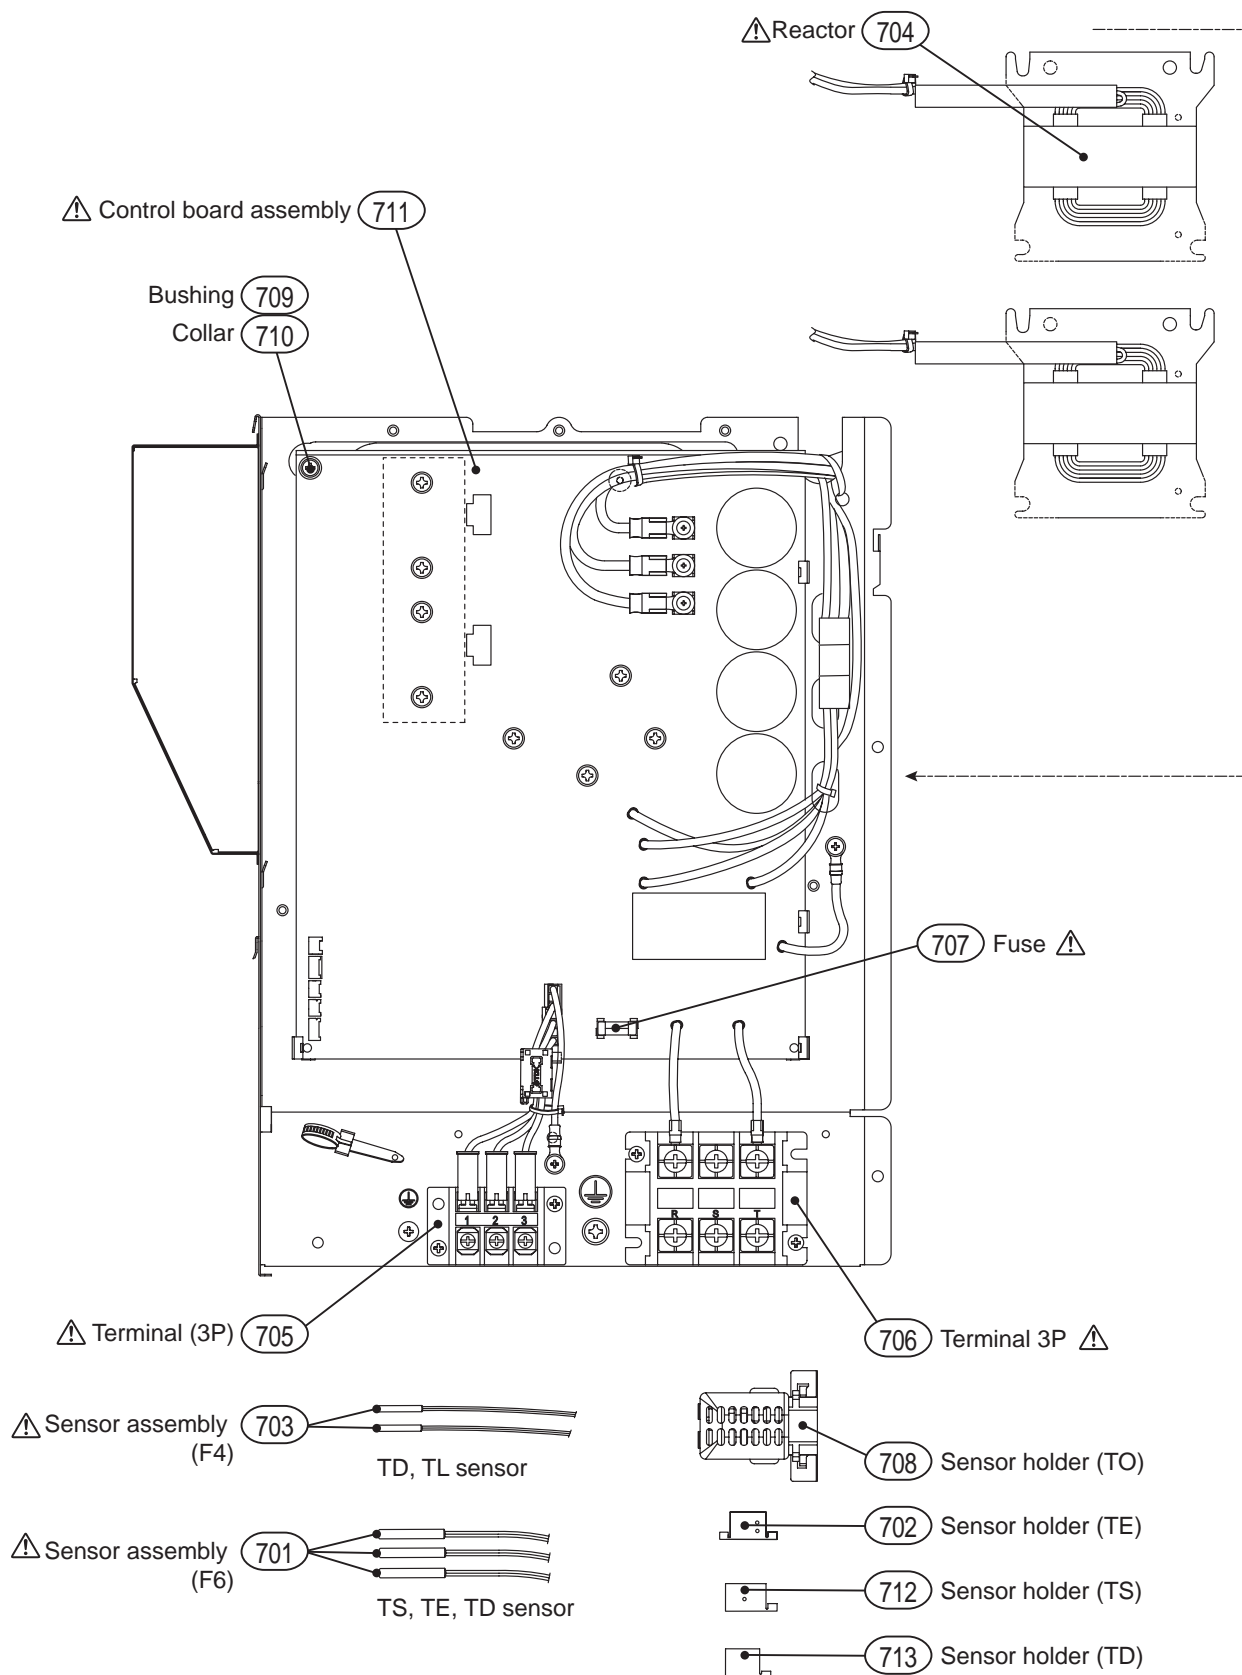 Reactor 704
Control board assembly 711
Bushing 709
Collar 710
707 Fuse
1 2 3
R S T
Terminal (3P) 705
706 Terminal 3P
Sensor assembly 703
(F4)
TD, TL sensor
708 Sensor holder (TO)
702 Sensor holder (TE)
Sensor assembly 701
(F6)
TS, TE, TD sensor
712 Sensor holder (TS)
713 Sensor holder (TD)